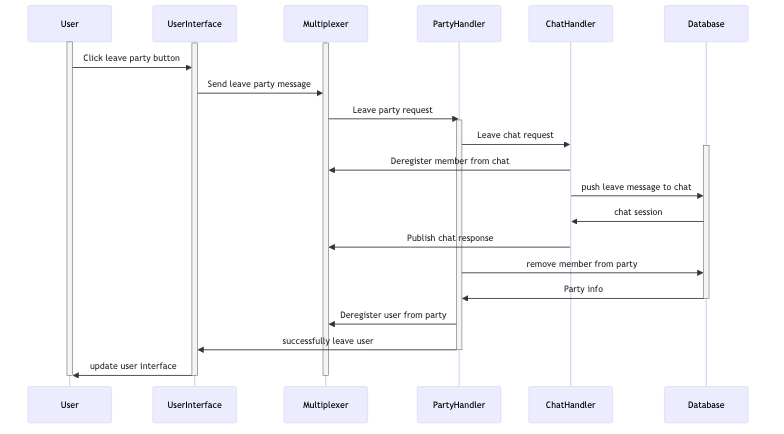 User UserInterface Multiplexer PartyHandler ChatHandler Database
Click leave party button
Send leave party message
Leave party request
Leave chat request
Deregister member from chat
push leave message to chat
chat session
Publish chat response
remove member from party
Party info
Deregister user from party
successfully leave user
update user interface
User UserInterface Multiplexer PartyHandler ChatHandler Database